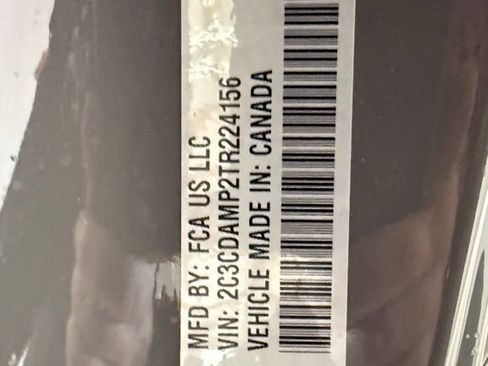 MFD BY: FCA US LLC
VIN: 2C3CDAMP2TR224156
VEHICLE MADE IN: CANADA